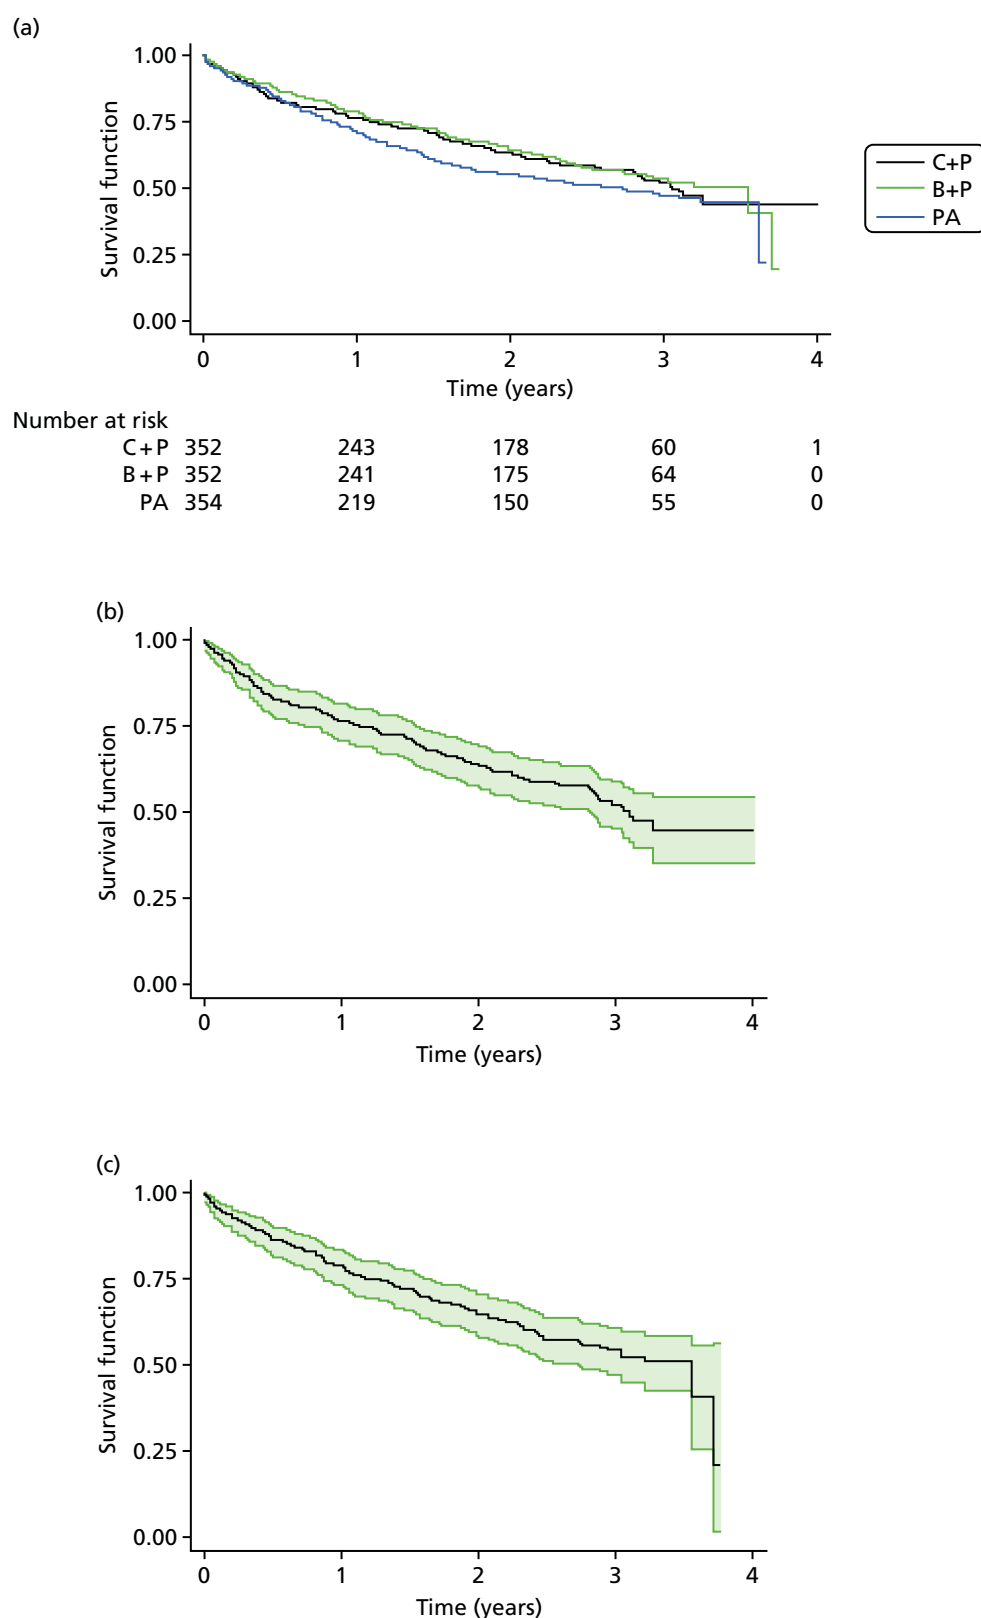 (a)
1.00
0.75
0.50
0.25
0.00
Survival function
0 1 2 3 4
Time (years)
C+P
B+P
PA
Number at risk
C+P 352 243 178 60 1
B+P 352 241 175 64 0
PA 354 219 150 55 0
(b)
1.00
0.75
0.50
0.25
0.00
Survival function
0 1 2 3 4
Time (years)
(c)
1.00
0.75
0.50
0.25
0.00
Survival function
0 1 2 3 4
Time (years)